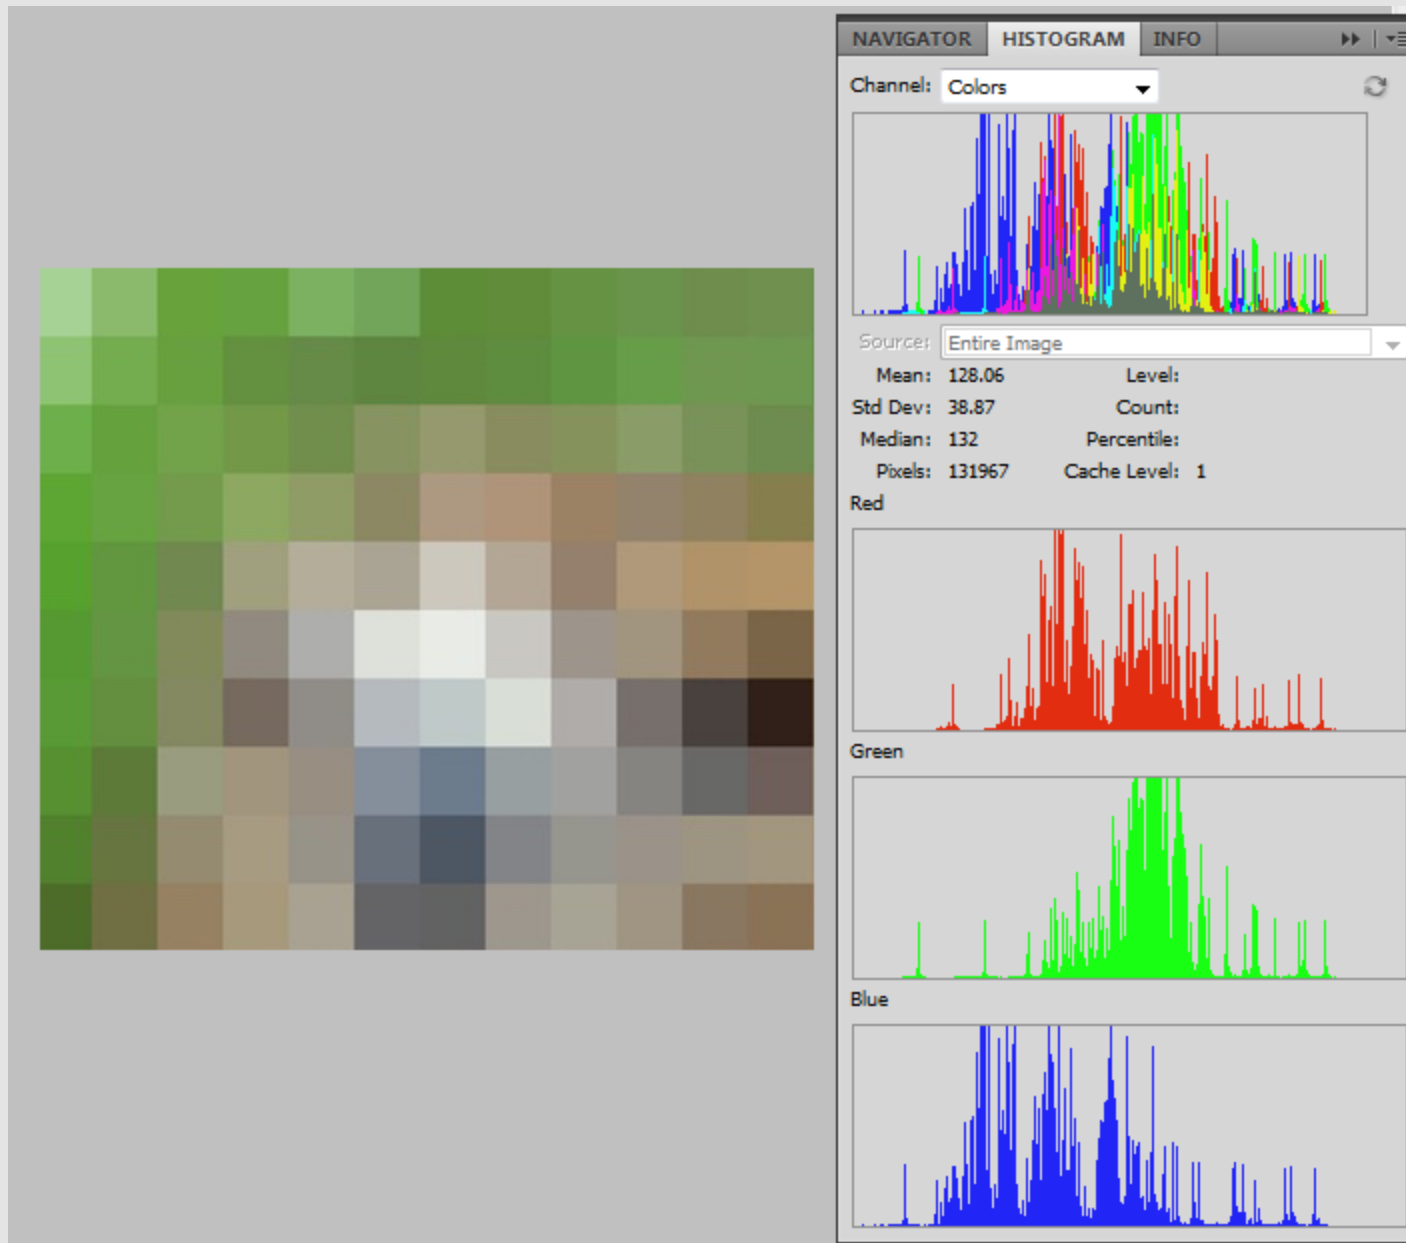 NAVIGATOR HISTOGRAM INFO
Channel: Colors
Source: Entire Image
Mean: 128.06 Level:
Std Dev: 38.87 Count:
Median: 132 Percentile:
Pixels: 131967 Cache Level: 1
Red
Green
Blue